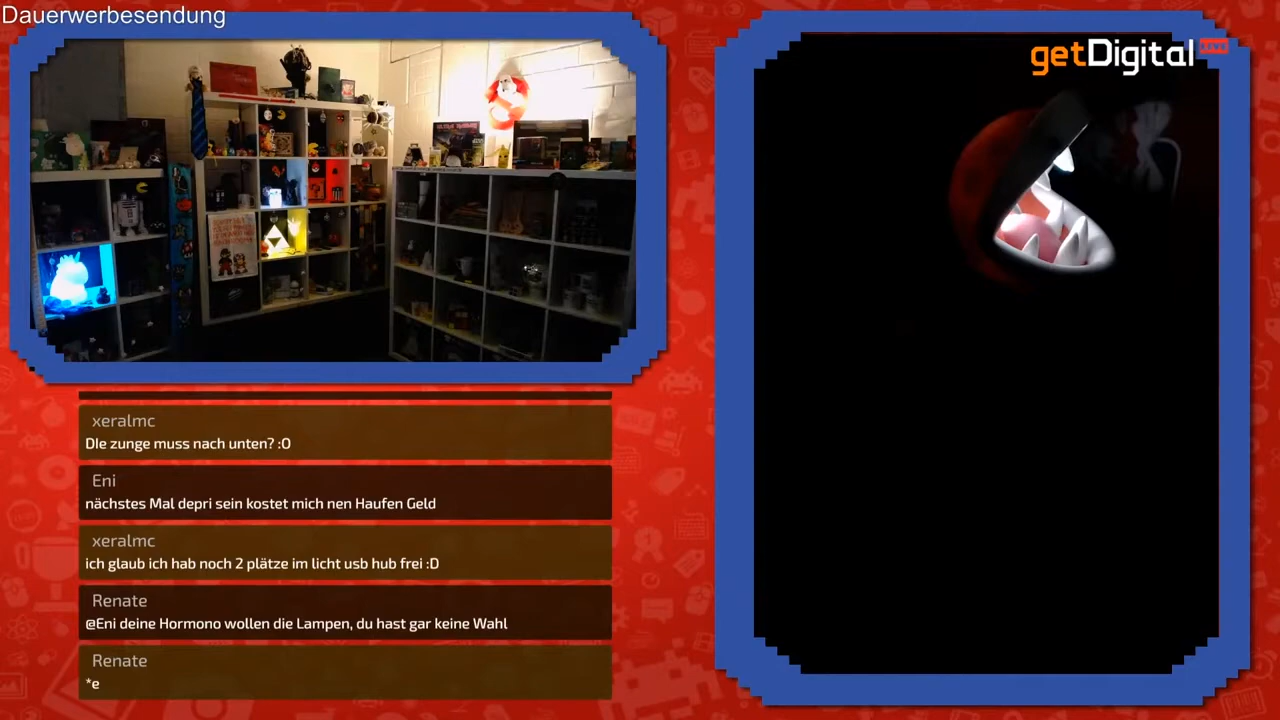 Dauerwerbesendung
getDigital LIVE
xeralmc
DIe zunge muss nach unten? :O
Eni
nächstes Mal depri sein kostet mich nen Haufen Geld
xeralmc
ich glaub ich hab noch 2 plätze im licht usb hub frei :D
Renate
@Eni deine Hormono wollen die Lampen, du hast gar keine Wahl
Renate
*e